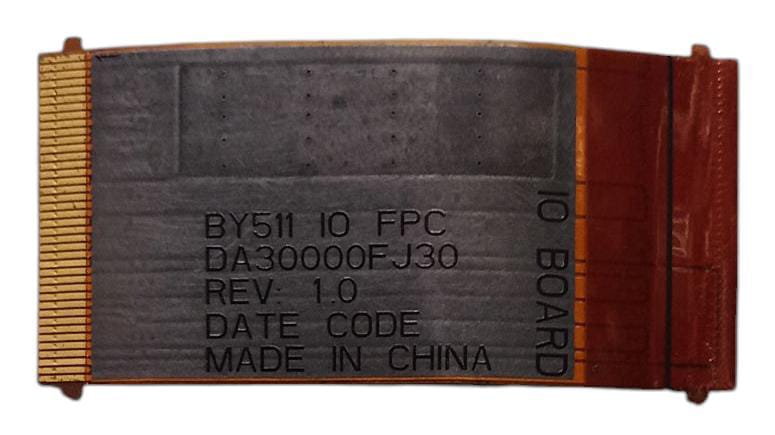 BY511 IO FPC
DA30000FJ30
REV: 1.0
DATE CODE
MADE IN CHINA
IO BOARD